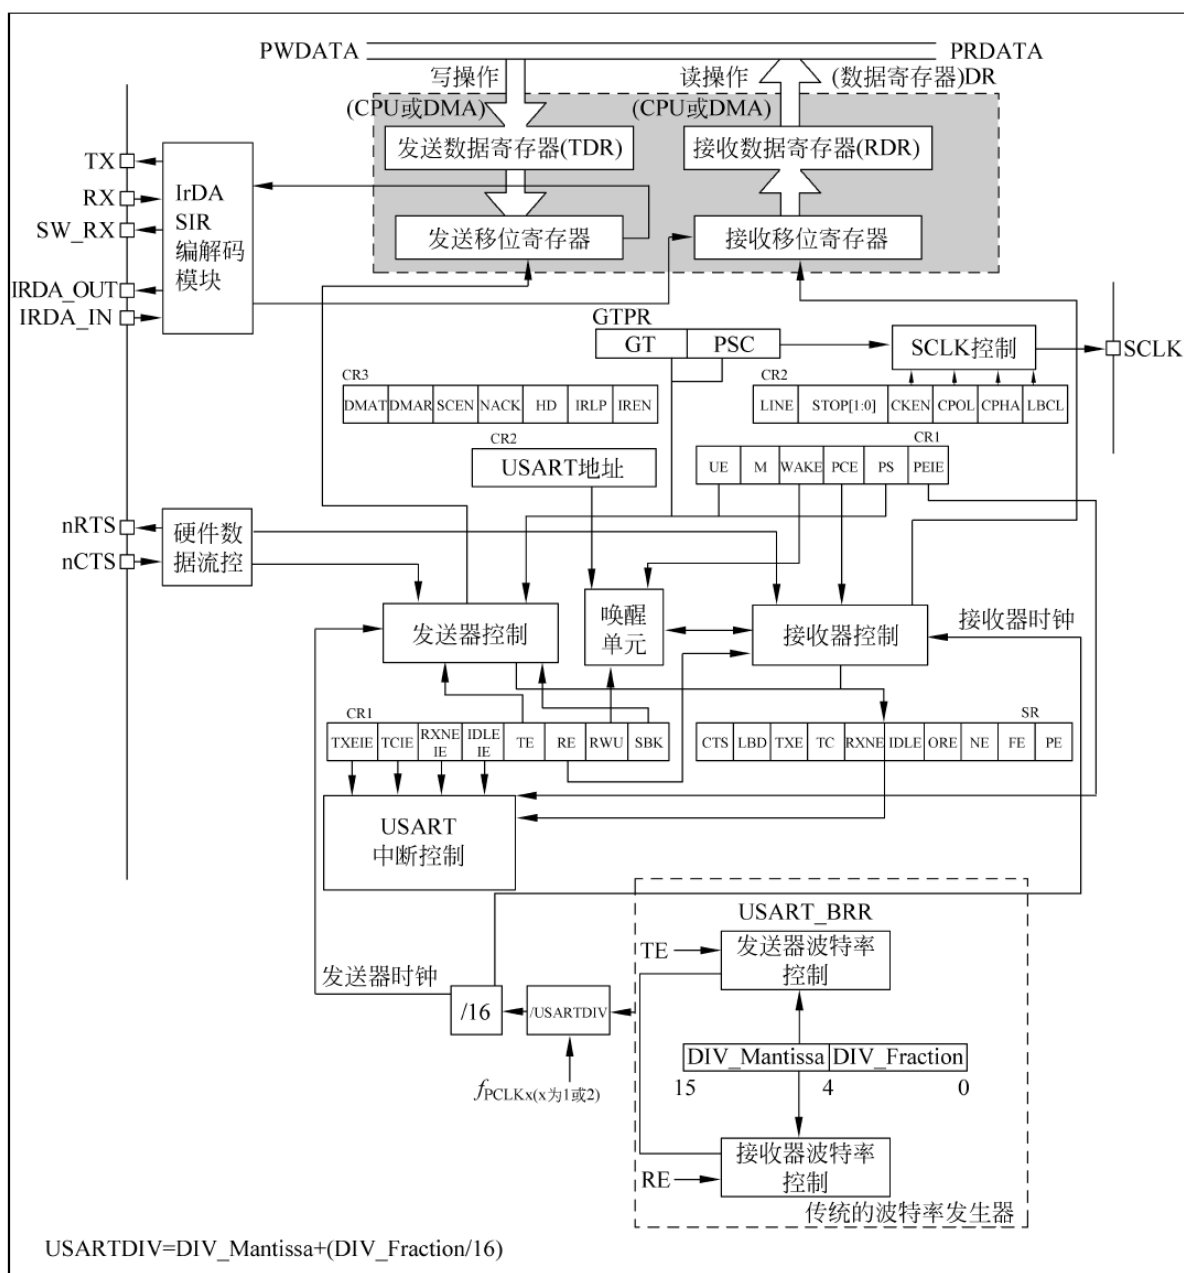 PWDATA
PRDATA
写操作
读操作
(数据寄存器)DR
(CPU或DMA)
(CPU或DMA)
发送数据寄存器(TDR)
接收数据寄存器(RDR)
TX
RX
SW_RX
IRDA_OUT
IRDA_IN
IrDA
SIR
编解码
模块
发送移位寄存器
接收移位寄存器
GTPR
GT
PSC
SCLK控制
SCLK
CR3
DMAT
DMAR
SCEN
NACK
HD
IRLP
IREN
CR2
LINE
STOP[1:0]
CKEN
CPOL
CPHA
LBCL
CR2
USART地址
CR1
UE
M
WAKE
PCE
PS
PEIE
nRTS
nCTS
硬件数
据流控
发送器控制
唤醒
单元
接收器控制
接收器时钟
CR1
TXEIE
TCIE
RXNE
IE
IDLE
IE
TE
RE
RWU
SBK
SR
CTS
LBD
TXE
TC
RXNE
IDLE
ORE
NE
FE
PE
USART
中断控制
USART_BRR
TE
发送器波特率
控制
发送器时钟
/16
/USARTDIV
fPCLKx(x为1或2)
DIV_Mantissa
DIV_Fraction
15
4
0
接收器波特率
控制
RE
传统的波特率发生器
USARTDIV=DIV_Mantissa+(DIV_Fraction/16)